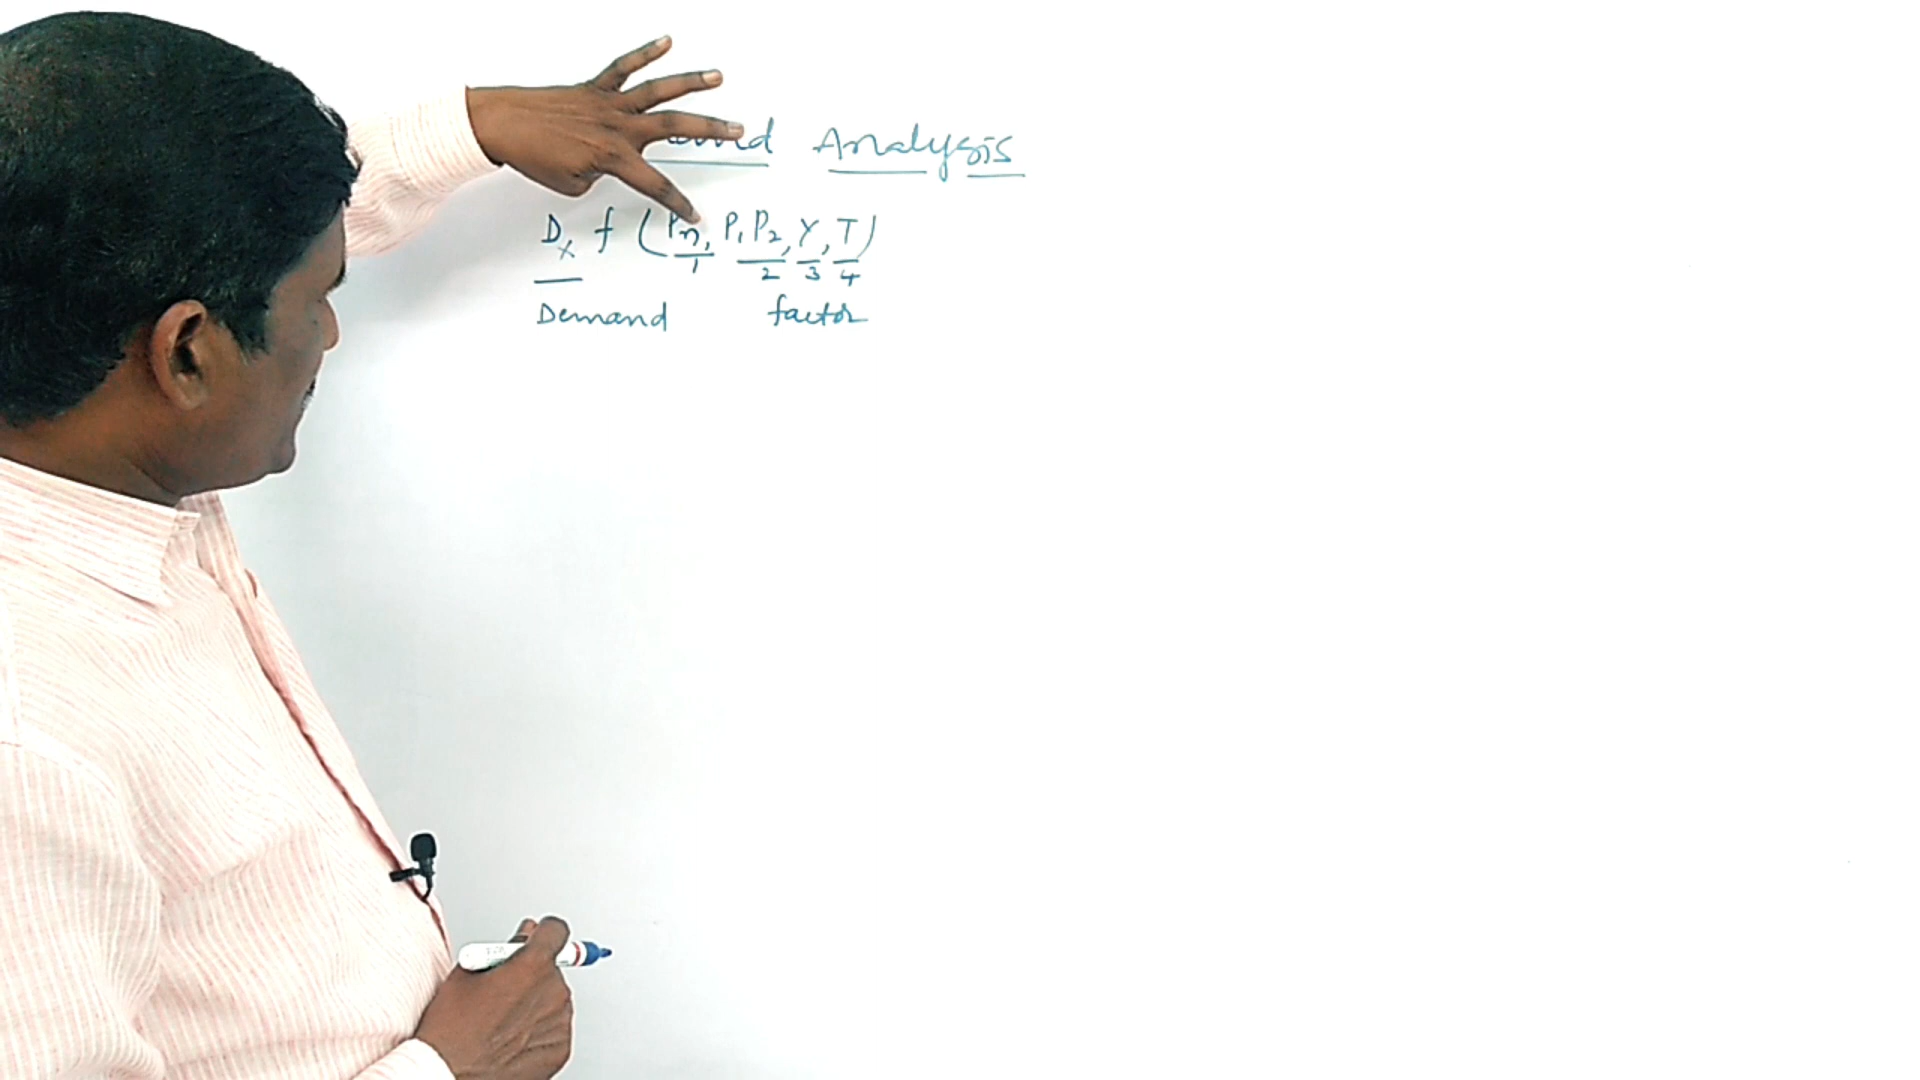 Analysis
Dx f (Pn, P1 P2, Y, T)
1 2 3 4
Demand factor